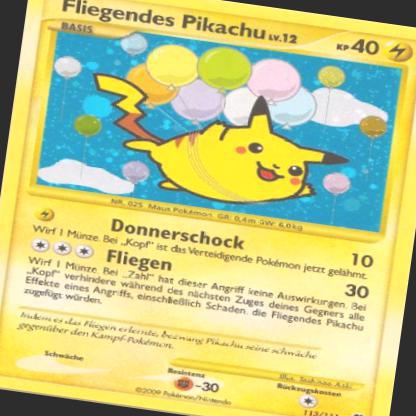 Fliegendes Pikachu LV.12 KP 40
BASIS
NR. 025 Maus Pokémon GR: 0,4m GW: 6,0kg
Donnerschock 10
Wirf 1 Münze. Bei „Kopf" ist das Verteidigende Pokémon jetzt gelähmt.
Fliegen 30
Wirf 1 Münze. Bei „Zahl" hat dieser Angriff keine Auswirkungen. Bei
„Kopf" verhindere während des nächsten Zuges deines Gegners alle
Effekte eines Angriffs, einschließlich Schaden, die Fliegendes Pikachu
zugefügt würden.
Indem es das Fliegen erlernte, bezwang Pikachu seine Schwäche
gegenüber den Kampf-Pokémon.
Schwäche
Resistenz
-30
Rückzugskosten
©2009 Pokémon/Nintendo